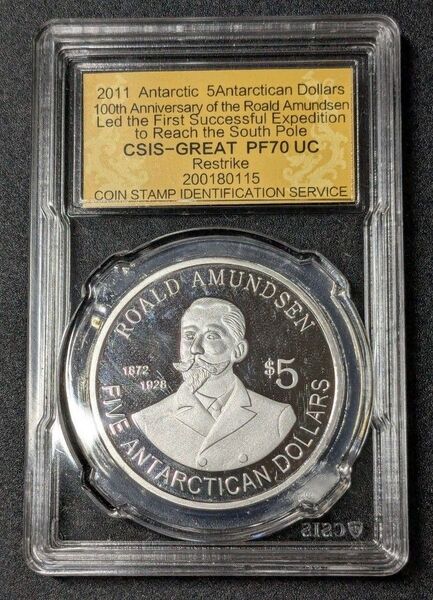 2011 Antarctic 5Antarctican Dollars
100th Anniversary of the Roald Amundsen
Led the First Successful Expedition
to Reach the South Pole
CSIS-GREAT PF70 UC
Restrike
200180115
COIN STAMP IDENTIFICATION SERVICE
ROALD AMUNDSEN
1872
1928
$5
FIVE ANTARCTICAN DOLLARS
CSIS